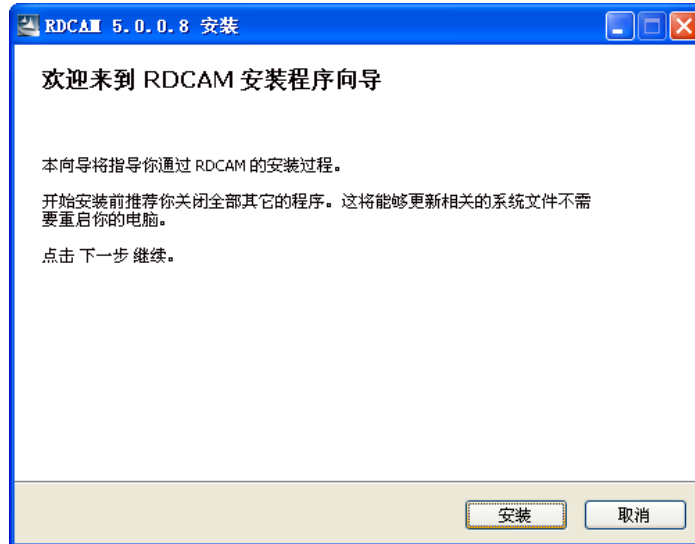 RDCAM 5.0.0.8 安装
欢迎来到 RDCAM 安装程序向导
本向导将指导你通过 RDCAM 的安装过程。
开始安装前推荐你关闭全部其它的程序。这将能够更新相关的系统文件不需
要重启你的电脑。
点击 下一步 继续。
安装
取消